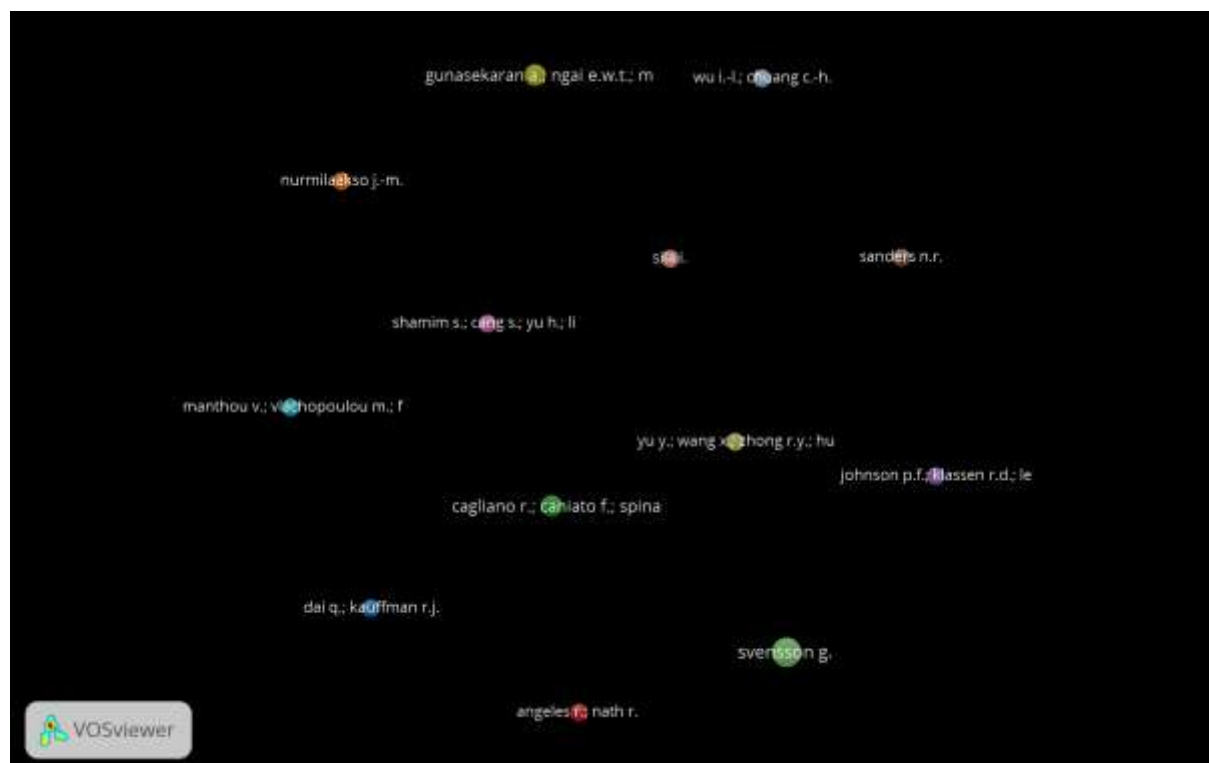 gunasekaran a.; ngai e.w.t.; m
wu i.-l.; chuang c.-h.
nurmilaakso j.-m.
sanders n.r.
shamim s.; cang s.; yu h.; li
manthou v.; vlachopoulou m.; f
yu y.; wang x.; zhong r.y.; hu
johnson p.f.; klassen r.d.; le
cagliano r.; caniato f.; spina
dai q.; kauffman r.j.
svensson g.
angeles r.; nath r.
VOSviewer